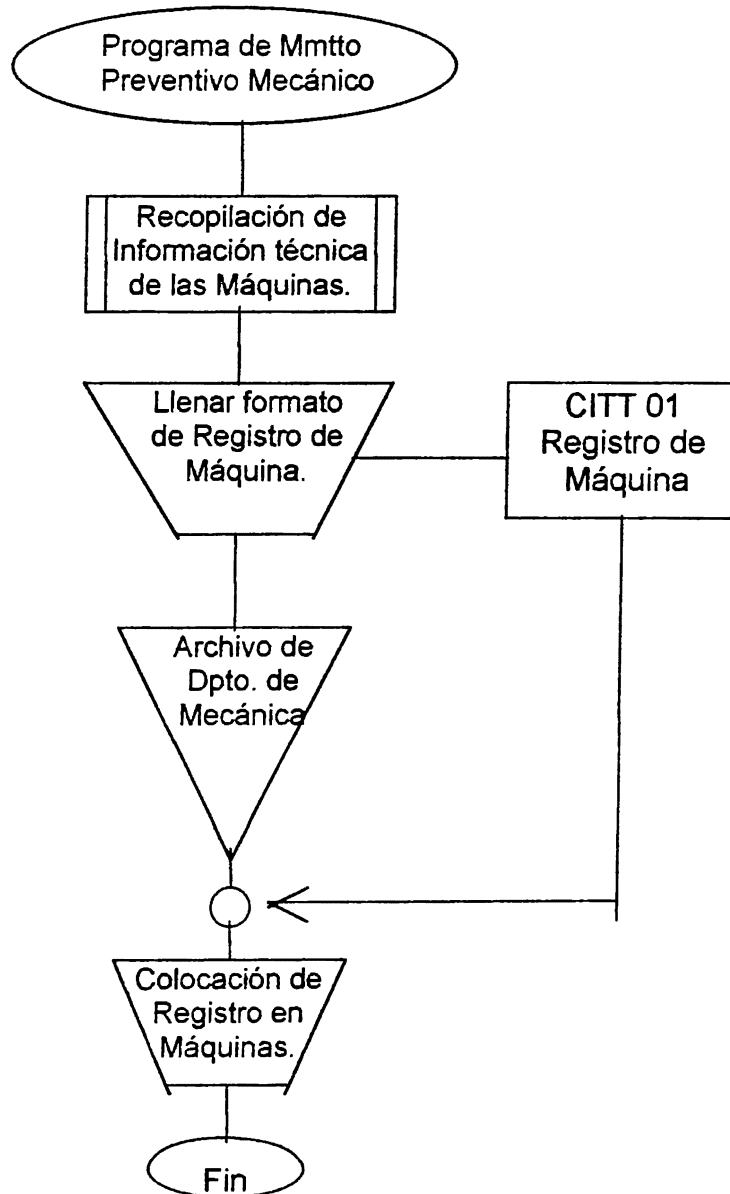 Programa de Mmtto
Preventivo Mecánico
Recopilación de
Información técnica
de las Máquinas.
Llenar formato
de Registro de
Máquina.
CITT 01
Registro de
Máquina
Archivo de
Dpto. de
Mecánica
Colocación de
Registro en
Máquinas.
Fin